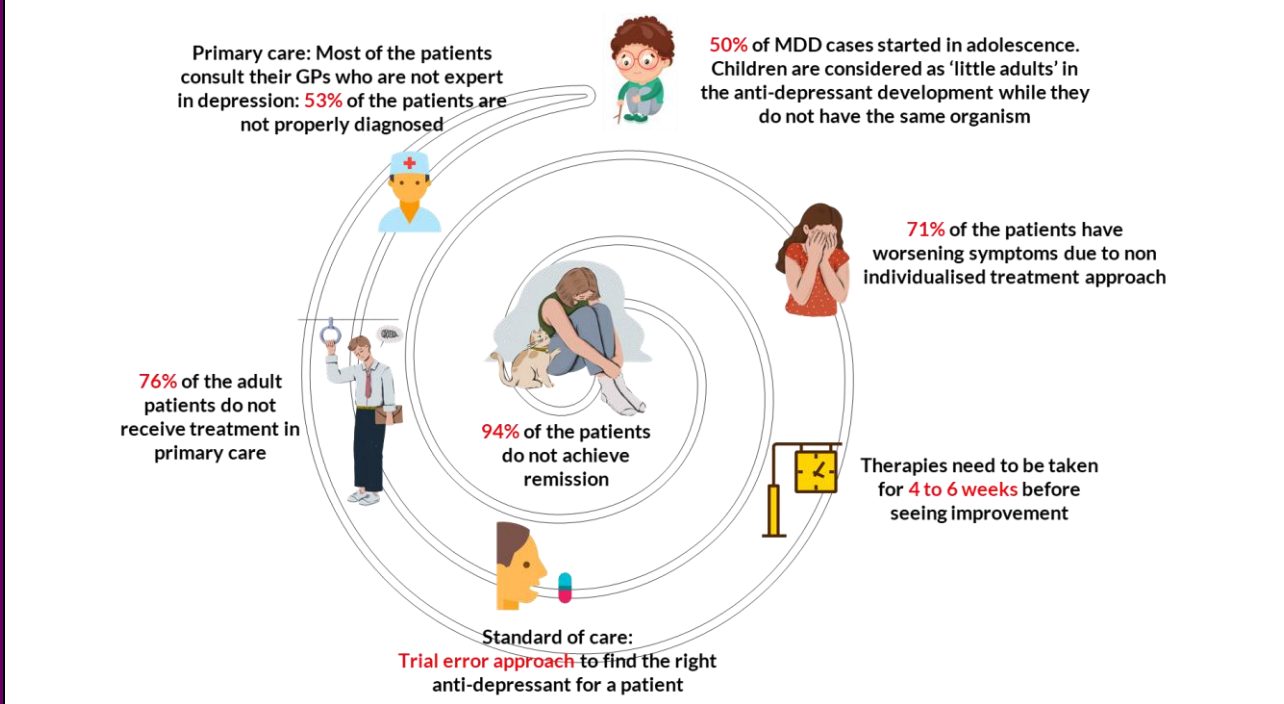 Primary care: Most of the patients
consult their GPs who are not expert
in depression: 53% of the patients are
not properly diagnosed
50% of MDD cases started in adolescence.
Children are considered as ‘little adults’ in
the anti-depressant development while they
do not have the same organism
71% of the patients have
worsening symptoms due to non
individualised treatment approach
76% of the adult
patients do not
receive treatment in
primary care
94% of the patients
do not achieve
remission
Therapies need to be taken
for 4 to 6 weeks before
seeing improvement
Standard of care:
Trial error approach to find the right
anti-depressant for a patient